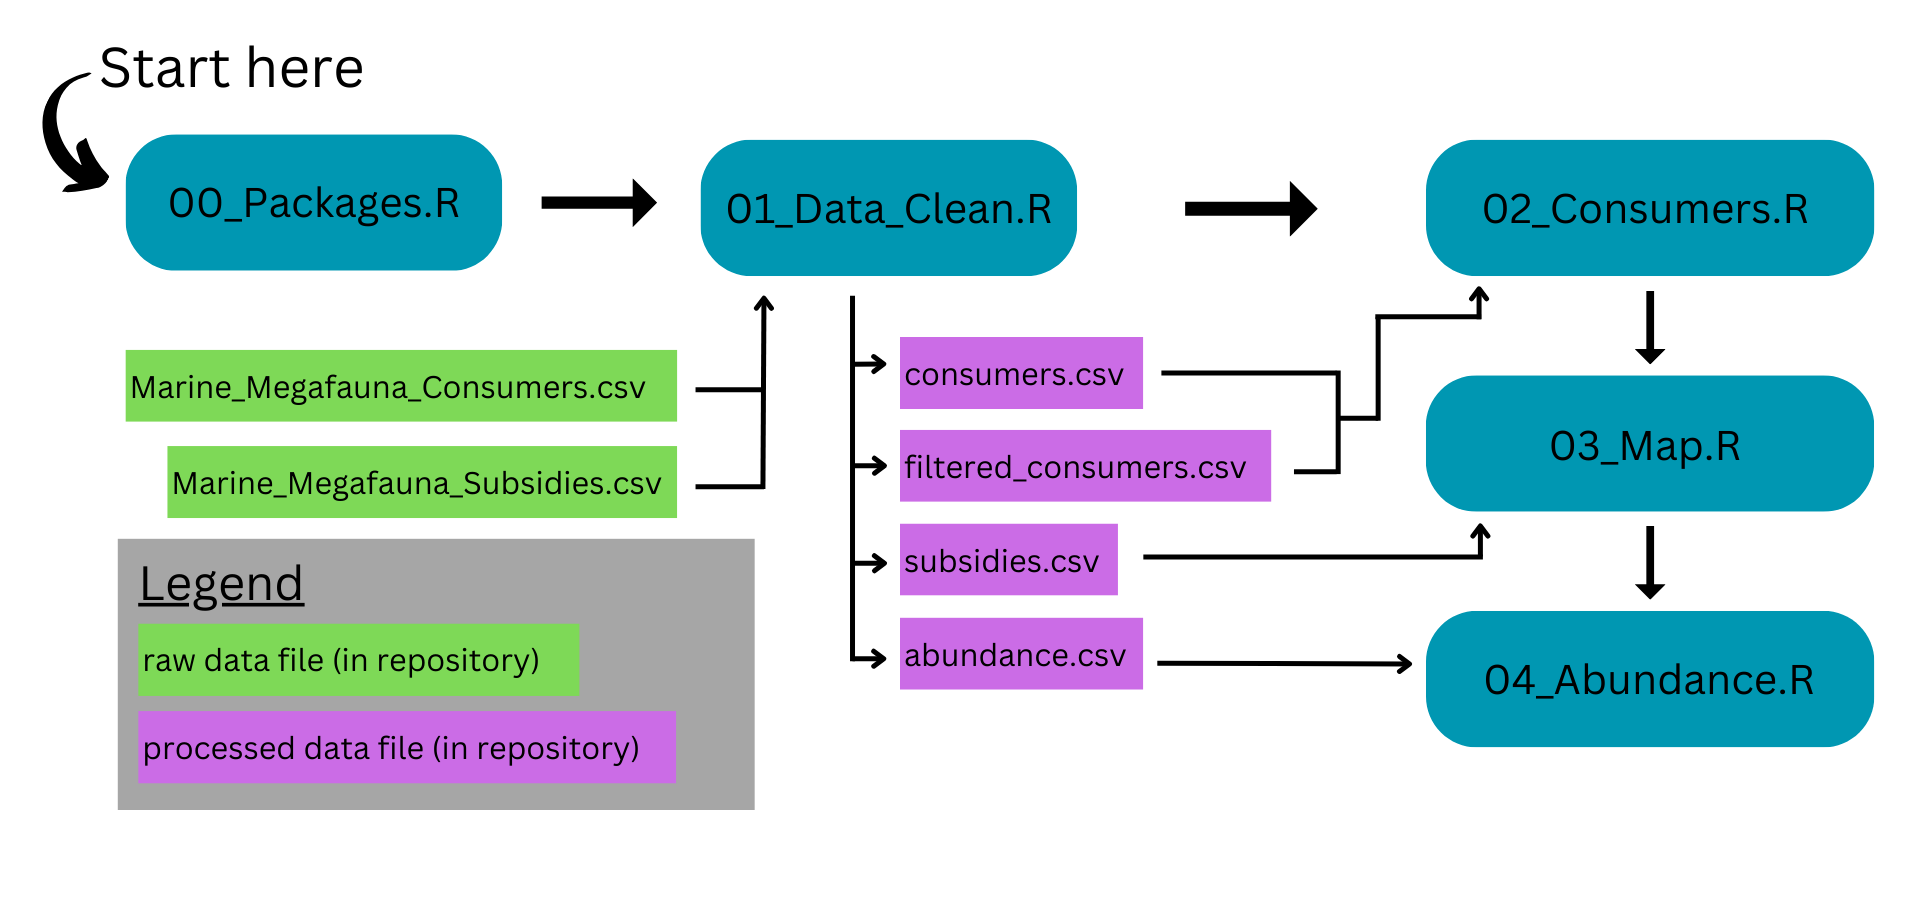 Start here
00_Packages.R
01_Data_Clean.R
02_Consumers.R
Marine_Megafauna_Consumers.csv
Marine_Megafauna_Subsidies.csv
consumers.csv
filtered_consumers.csv
subsidies.csv
abundance.csv
03_Map.R
04_Abundance.R
Legend
raw data file (in repository)
processed data file (in repository)